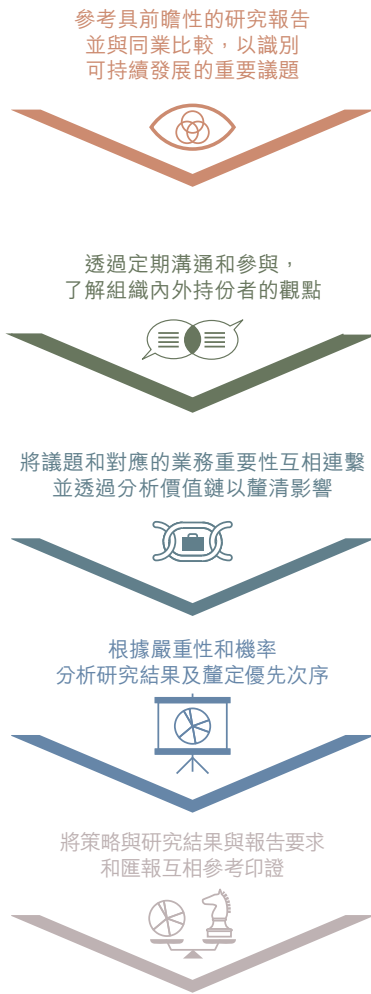 參考具前瞻性的研究報告
並與同業比較，以識別
可持續發展的重要議題
透過定期溝通和參與，
了解組織內外持份者的觀點
將議題和對應的業務重要性互相連繫
並透過分析價值鏈以釐清影響
根據嚴重性和機率
分析研究結果及釐定優先次序
將策略與研究結果與報告要求
和匯報互相參考印證